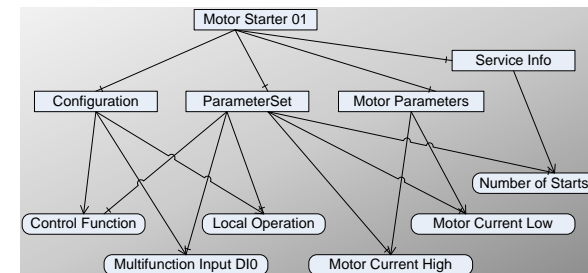 Motor Starter 01
Service Info
Configuration
ParameterSet
Motor Parameters
Number of Starts
Control Function
Local Operation
Motor Current Low
Multifunction Input DI0
Motor Current High